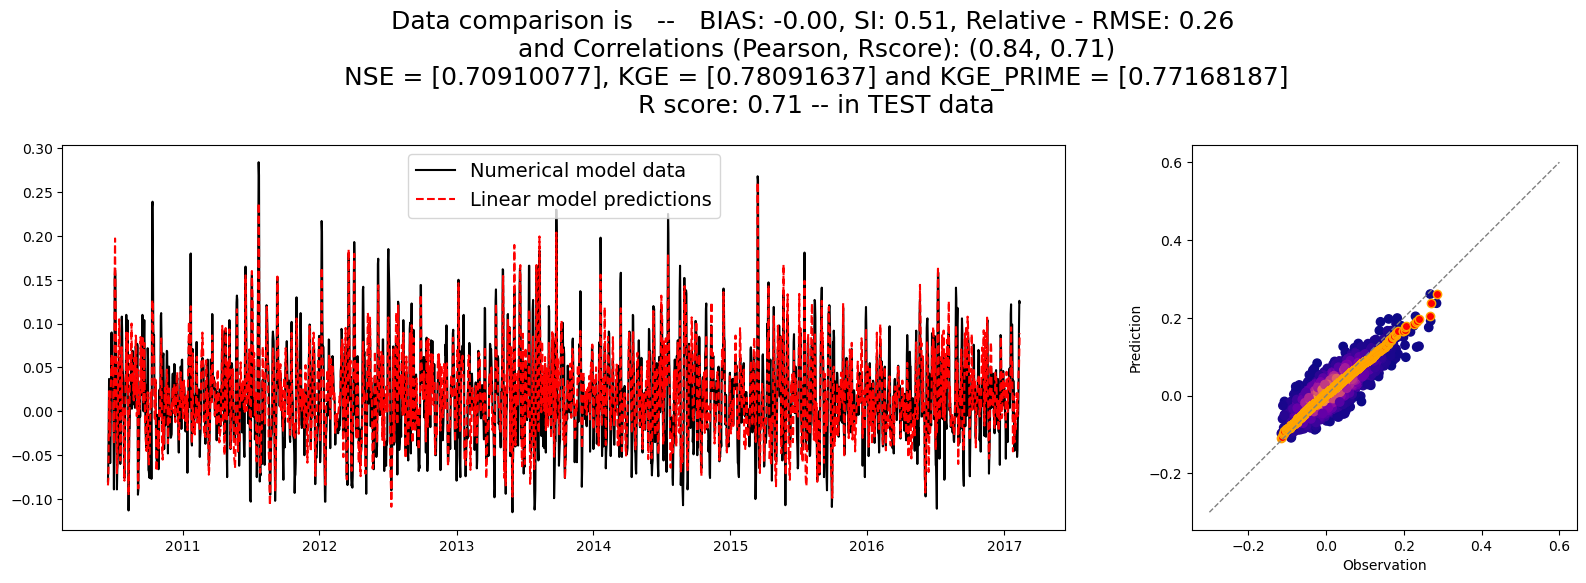 Data comparison is -- BIAS: -0.00, SI: 0.51, Relative - RMSE: 0.26
and Correlations (Pearson, Rscore): (0.84, 0.71)
NSE = [0.70910077], KGE = [0.78091637] and KGE_PRIME = [0.77168187]
R score: 0.71 -- in TEST data
0.30
0.25
0.20
0.15
0.10
0.05
0.00
−0.05
−0.10
Numerical model data
Linear model predictions
2011 2012 2013 2014 2015 2016 2017
Prediction
0.6
0.4
0.2
0.0
−0.2
−0.2 0.0 0.2 0.4 0.6
Observation